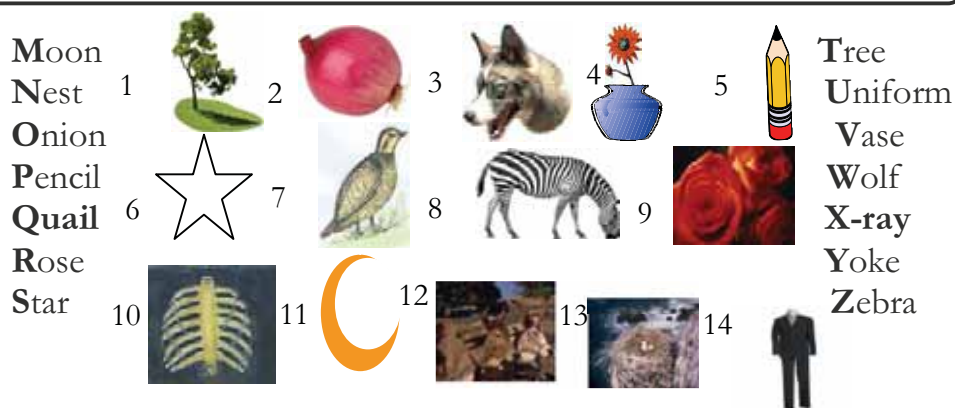 Moon
Nest
Onion
Pencil
Quail
Rose
Star
1
2
3
4
5
6
7
8
9
10
11
12
13
14
Tree
Uniform
Vase
Wolf
X-ray
Yoke
Zebra